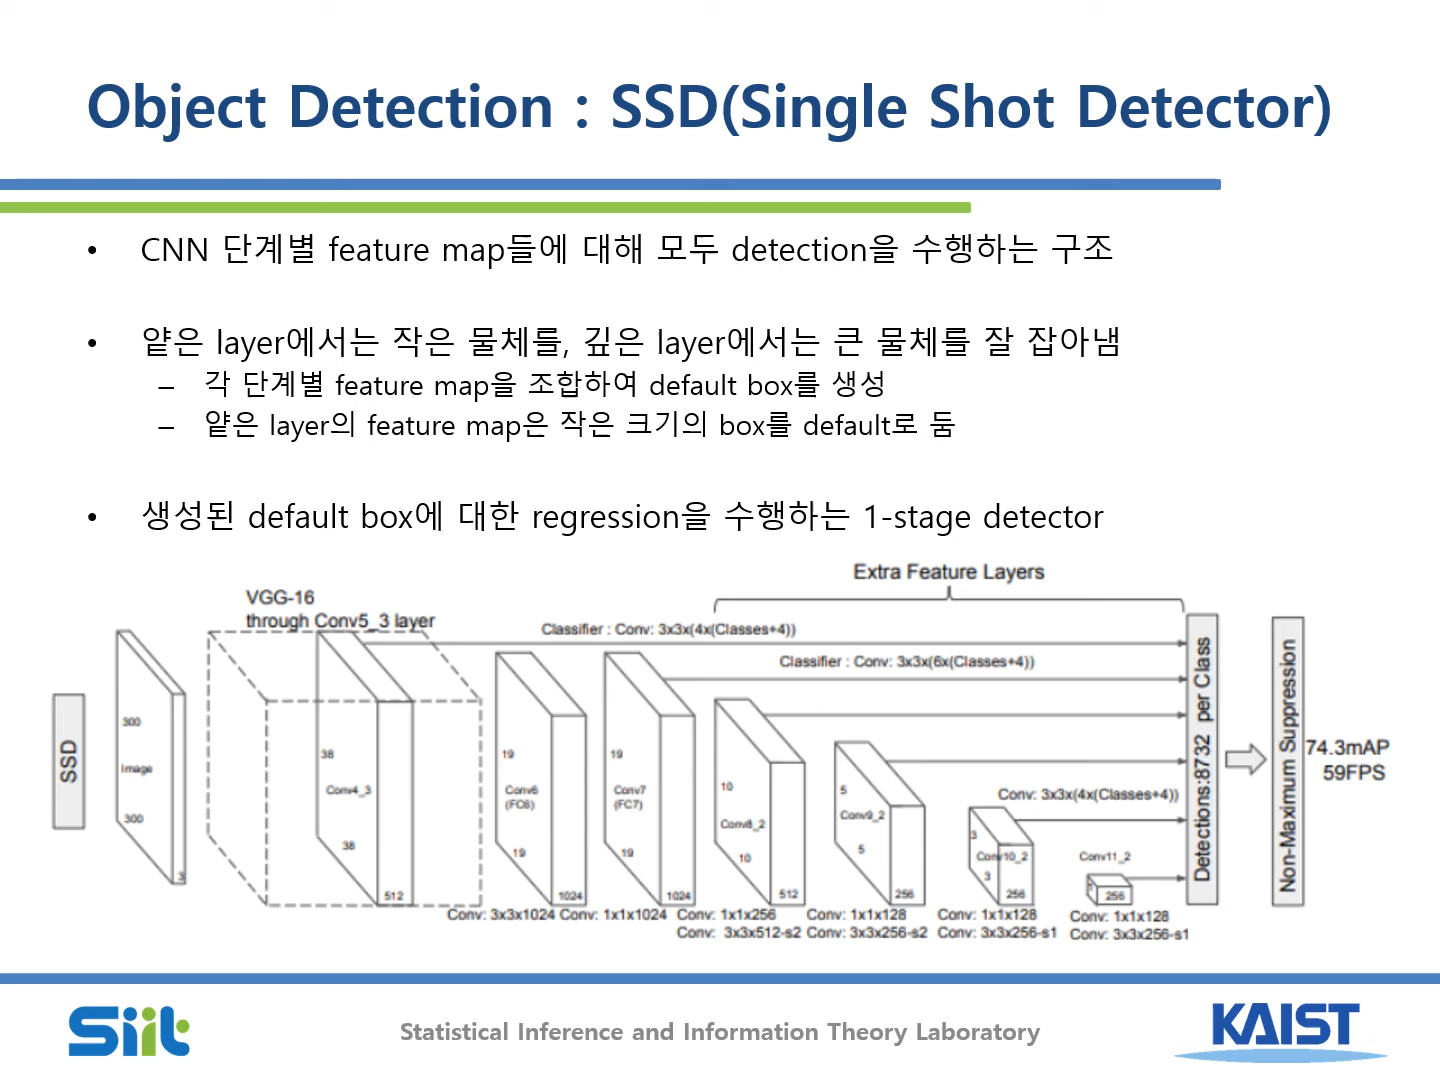 Object Detection : SSD(Single Shot Detector)
• CNN 단계별 feature map들에 대해 모두 detection을 수행하는 구조
• 얕은 layer에서는 작은 물체를, 깊은 layer에서는 큰 물체를 잘 잡아냄
– 각 단계별 feature map을 조합하여 default box를 생성
– 얕은 layer의 feature map은 작은 크기의 box를 default로 둠
• 생성된 default box에 대한 regression을 수행하는 1-stage detector
Extra Feature Layers
VGG-16
through Conv5_3 layer
Classifier : Conv: 3x3x(4x(Classes+4))
Classifier : Conv: 3x3x(6x(Classes+4))
SSD
300
Image
300
3
38
Conv4_3
38
512
19
Conv6
(FC6)
19
1024
19
Conv7
(FC7)
19
1024
10
Conv8_2
10
512
5
Conv9_2
5
256
Conv: 3x3x(4x(Classes+4))
3
Conv10_2
3
256
Conv11_2
1
256
Detections:8732 per Class
Non-Maximum Suppression
74.3mAP
59FPS
Conv: 3x3x1024
Conv: 1x1x1024
Conv: 1x1x256
Conv: 3x3x512-s2
Conv: 1x1x128
Conv: 3x3x256-s2
Conv: 1x1x128
Conv: 3x3x256-s1
Conv: 1x1x128
Conv: 3x3x256-s1
Siit
Statistical Inference and Information Theory Laboratory
KAIST